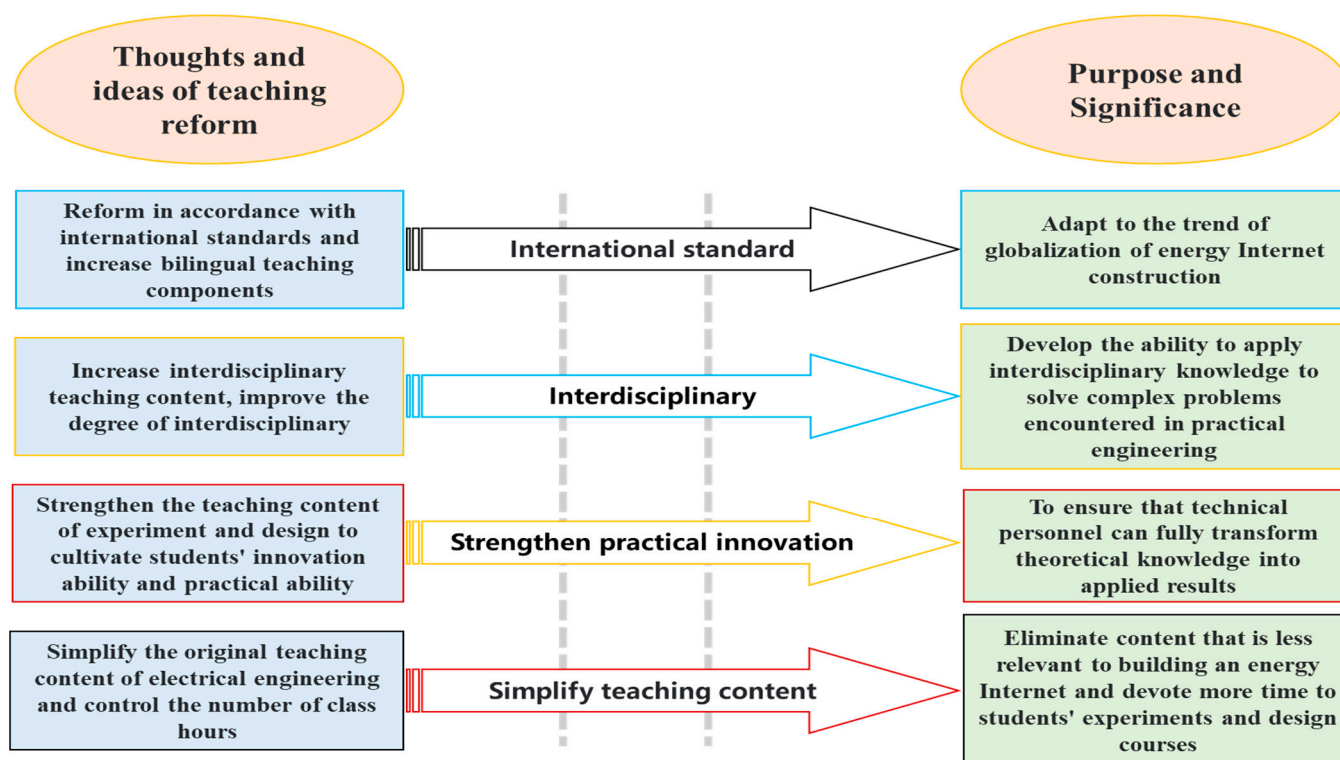 Thoughts and
ideas of teaching
reform
Purpose and
Significance
Reform in accordance with
international standards and
increase bilingual teaching
components
International standard
Adapt to the trend of
globalization of energy Internet
construction
Increase interdisciplinary
teaching content, improve the
degree of interdisciplinary
Interdisciplinary
Develop the ability to apply
interdisciplinary knowledge to
solve complex problems
encountered in practical
engineering
Strengthen the teaching content
of experiment and design to
cultivate students' innovation
ability and practical ability
Strengthen practical innovation
To ensure that technical
personnel can fully transform
theoretical knowledge into
applied results
Simplify the original teaching
content of electrical engineering
and control the number of class
hours
Simplify teaching content
Eliminate content that is less
relevant to building an energy
Internet and devote more time to
students' experiments and design
courses